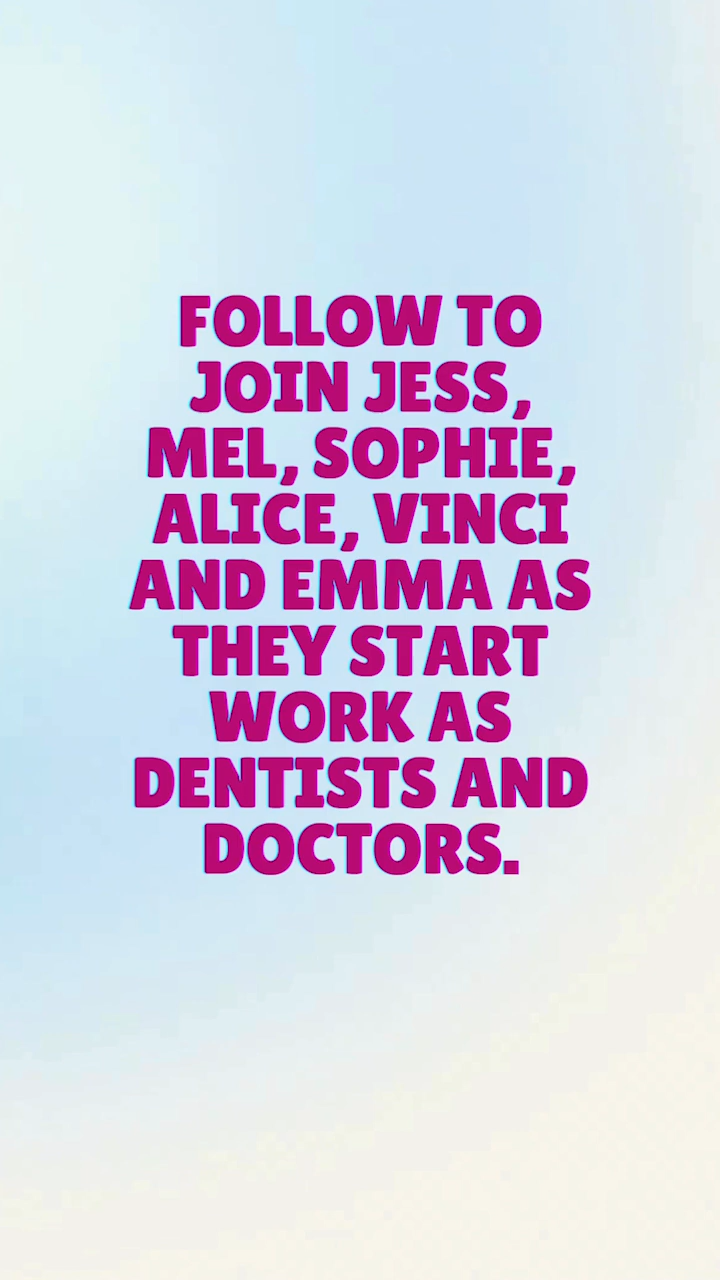 FOLLOW TO
JOIN JESS,
MEL, SOPHIE,
ALICE, VINCI
AND EMMA AS
THEY START
WORK AS
DENTISTS AND
DOCTORS.